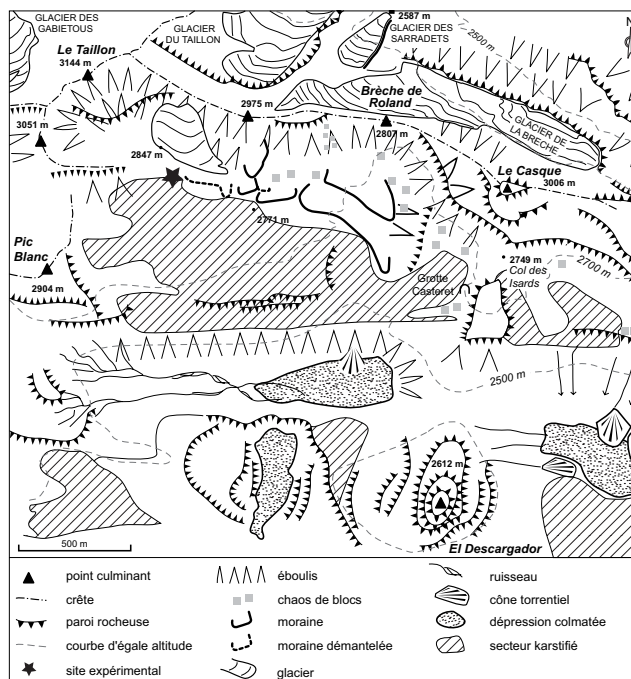 GLACIER DES
GABIETOUS
GLACIER
DU TAILLON
2587 m
GLACIER DES
SARRADETS
2500 m
Le Taillon
3144 m
2975 m
Brèche de
Roland
2807 m
GLACIER DE
LA BRÈCHE
3051 m
2847 m
Le Casque
3006 m
2771 m
Pic
Blanc
2904 m
2749 m
Col des
Isards
2700 m
Grotte
Casteret
2500 m
2612 m
El Descargador
500 m
point culminant
crête
paroi rocheuse
courbe d'égale altitude
site expérimental
éboulis
chaos de blocs
moraine
moraine démantelée
glacier
ruisseau
cône torrentiel
dépression colmatée
secteur karstifié